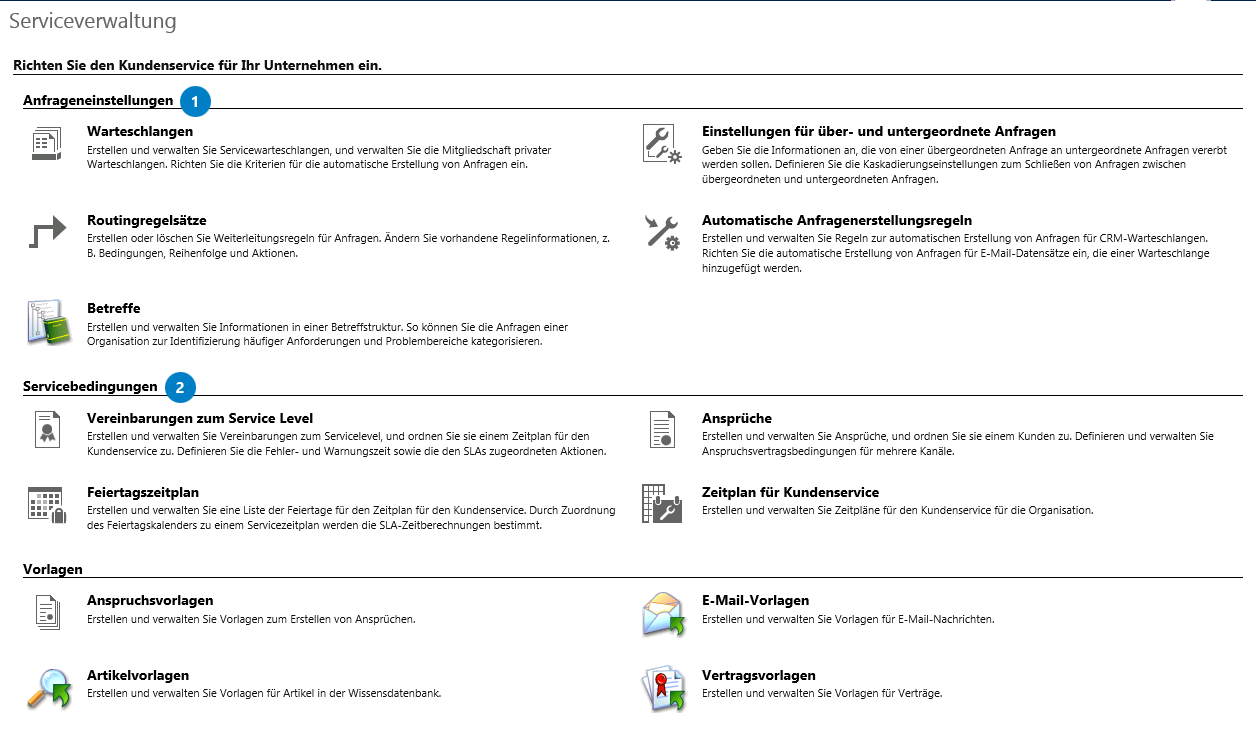 Serviceverwaltung
Richten Sie den Kundenservice für Ihr Unternehmen ein.
Anfrageneinstellungen 1
Warteschlangen
Erstellen und verwalten Sie Servicewarteschlangen, und verwalten Sie die Mitgliedschaft privater
Warteschlangen. Richten Sie die Kriterien für die automatische Erstellung von Anfragen ein.
Einstellungen für über- und untergeordnete Anfragen
Geben Sie die Informationen an, die von einer übergeordneten Anfrage an untergeordnete Anfragen vererbt
werden sollen. Definieren Sie die Kaskadierungseinstellungen zum Schließen von Anfragen zwischen
übergeordneten und untergeordneten Anfragen.
Routingregelsätze
Erstellen oder löschen Sie Weiterleitungsregeln für Anfragen. Ändern Sie vorhandene Regelinformationen, z.
B. Bedingungen, Reihenfolge und Aktionen.
Automatische Anfragenerstellungsregeln
Erstellen und verwalten Sie Regeln zur automatischen Erstellung von Anfragen für CRM-Warteschlangen.
Richten Sie die automatische Erstellung von Anfragen für E-Mail-Datensätze ein, die einer Warteschlange
hinzugefügt werden.
Betreffe
Erstellen und verwalten Sie Informationen in einer Betreffstruktur. So können Sie die Anfragen einer
Organisation zur Identifizierung häufiger Anforderungen und Problembereiche kategorisieren.
Servicebedingungen 2
Vereinbarungen zum Service Level
Erstellen und verwalten Sie Vereinbarungen zum Servicelevel, und ordnen Sie sie einem Zeitplan für den
Kundenservice zu. Definieren Sie die Fehler- und Warnungszeit sowie die den SLAs zugeordneten Aktionen.
Ansprüche
Erstellen und verwalten Sie Ansprüche, und ordnen Sie sie einem Kunden zu. Definieren und verwalten Sie
Anspruchsvertragsbedingungen für mehrere Kanäle.
Feiertagszeitplan
Erstellen und verwalten Sie eine Liste der Feiertage für den Zeitplan für den Kundenservice. Durch Zuordnung
des Feiertagskalenders zu einem Servicezeitplan werden die SLA-Zeitberechnungen bestimmt.
Zeitplan für Kundenservice
Erstellen und verwalten Sie Zeitpläne für den Kundenservice für die Organisation.
Vorlagen
Anspruchsvorlagen
Erstellen und verwalten Sie Vorlagen zum Erstellen von Ansprüchen.
E-Mail-Vorlagen
Erstellen und verwalten Sie Vorlagen für E-Mail-Nachrichten.
Artikelvorlagen
Erstellen und verwalten Sie Vorlagen für Artikel in der Wissensdatenbank.
Vertragsvorlagen
Erstellen und verwalten Sie Vorlagen für Verträge.